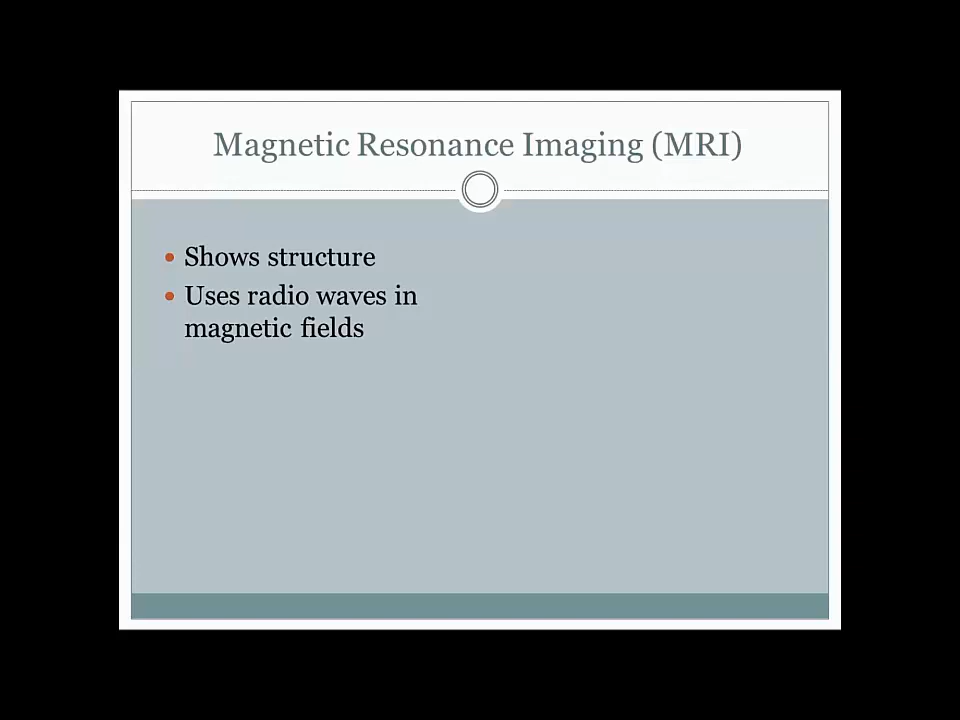 Magnetic Resonance Imaging (MRI)
• Shows structure
• Uses radio waves in
magnetic fields